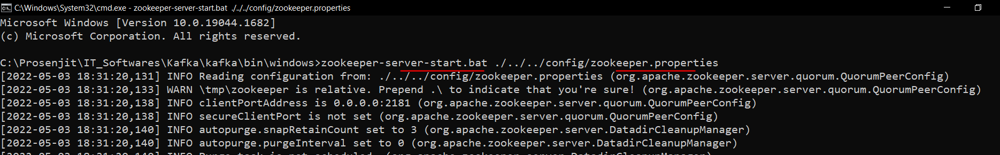 C:\Windows\System32\cmd.exe - zookeeper-server-start.bat ./../../config/zookeeper.properties
Microsoft Windows [Version 10.0.19044.1682]
(c) Microsoft Corporation. All rights reserved.
C:\Prosenjit\IT_Softwares\Kafka\kafka\bin\windows>zookeeper-server-start.bat ./../../config/zookeeper.properties
[2022-05-03 18:31:20,131] INFO Reading configuration from: ./../../config/zookeeper.properties (org.apache.zookeeper.server.quorum.QuorumPeerConfig)
[2022-05-03 18:31:20,133] WARN \tmp\zookeeper is relative. Prepend .\ to indicate that you're sure! (org.apache.zookeeper.server.quorum.QuorumPeerConfig)
[2022-05-03 18:31:20,138] INFO clientPortAddress is 0.0.0.0:2181 (org.apache.zookeeper.server.quorum.QuorumPeerConfig)
[2022-05-03 18:31:20,138] INFO secureClientPort is not set (org.apache.zookeeper.server.quorum.QuorumPeerConfig)
[2022-05-03 18:31:20,140] INFO autopurge.snapRetainCount set to 3 (org.apache.zookeeper.server.DatadirCleanupManager)
[2022-05-03 18:31:20,140] INFO autopurge.purgeInterval set to 0 (org.apache.zookeeper.server.DatadirCleanupManager)